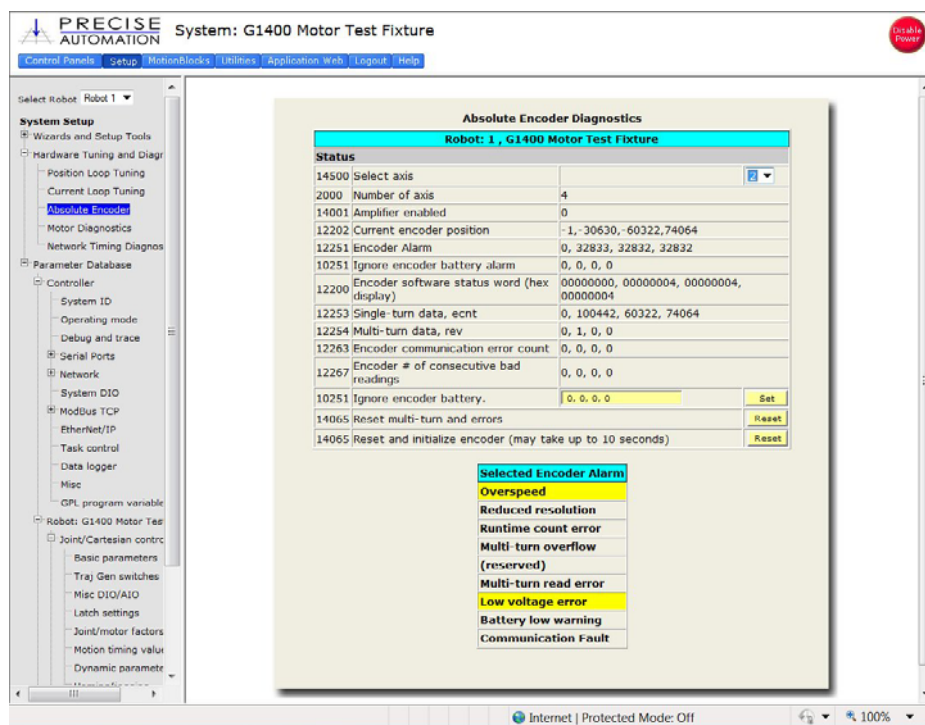 PRECISE
AUTOMATION
System: G1400 Motor Test Fixture
Disable
Power
Control Panels
Setup
MotionBlocks
Utilities
Application Web
Logout
Help
Select Robot Robot 1
System Setup
Wizards and Setup Tools
Hardware Tuning and Diagr
Position Loop Tuning
Current Loop Tuning
Absolute Encoder
Motor Diagnostics
Network Timing Diagnos
Parameter Database
Controller
System ID
Operating mode
Debug and trace
Serial Ports
Network
System DIO
ModBus TCP
EtherNet/IP
Task control
Data logger
Misc
GPL program variable
Robot: G1400 Motor Tes
Joint/Cartesian contro
Basic parameters
Traj Gen switches
Misc DIO/AIO
Latch settings
Joint/motor factors
Motion timing value
Dynamic paramete
Absolute Encoder Diagnostics
Robot: 1 , G1400 Motor Test Fixture
Status
14500 Select axis 2
2000 Number of axis 4
14001 Amplifier enabled 0
12202 Current encoder position -1,-30630,-60322,74064
12251 Encoder Alarm 0, 32833, 32832, 32832
10251 Ignore encoder battery alarm 0, 0, 0, 0
12200 Encoder software status word (hex display) 00000000, 00000004, 00000004, 00000004
12253 Single-turn data, ecnt 0, 100442, 60322, 74064
12254 Multi-turn data, rev 0, 1, 0, 0
12263 Encoder communication error count 0, 0, 0, 0
12267 Encoder # of consecutive bad readings 0, 0, 0, 0
10251 Ignore encoder battery. 0, 0, 0, 0 Set
14065 Reset multi-turn and errors Reset
14065 Reset and initialize encoder (may take up to 10 seconds) Reset
Selected Encoder Alarm
Overspeed
Reduced resolution
Runtime count error
Multi-turn overflow
(reserved)
Multi-turn read error
Low voltage error
Battery low warning
Communication Fault
Internet | Protected Mode: Off
100%